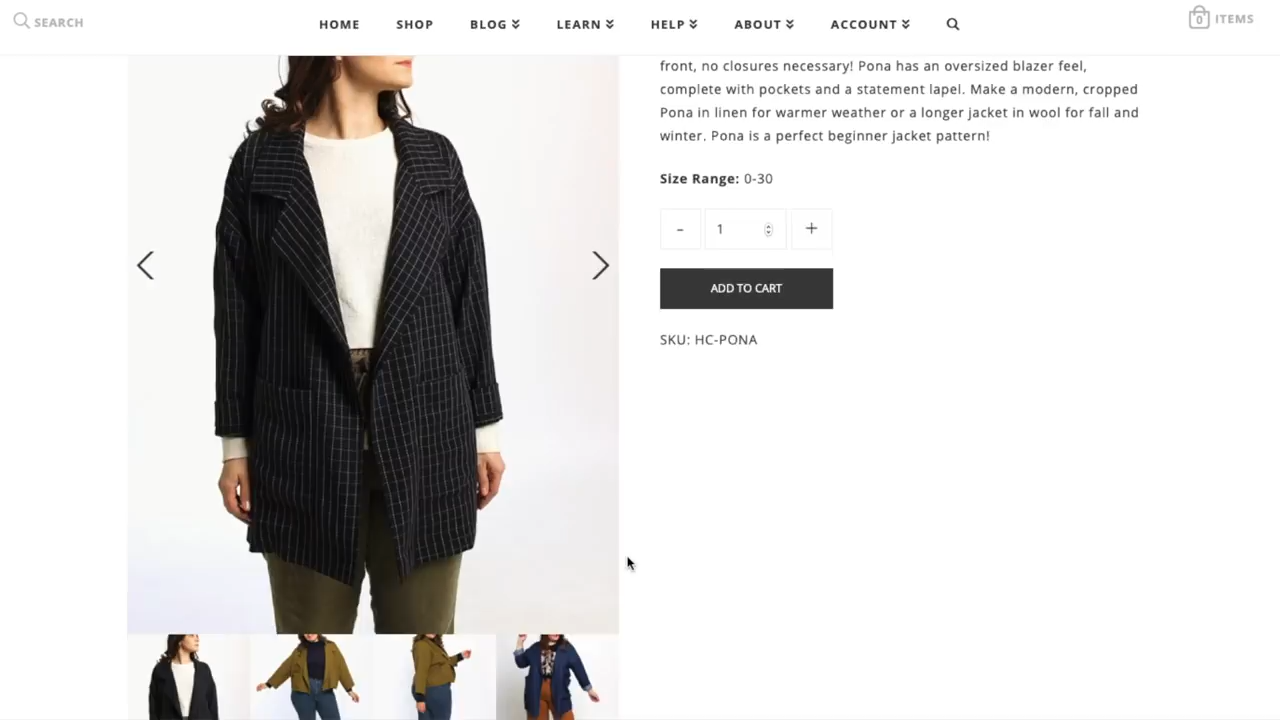 SEARCH
HOME SHOP BLOG LEARN HELP ABOUT ACCOUNT
0 ITEMS
front, no closures necessary! Pona has an oversized blazer feel,
complete with pockets and a statement lapel. Make a modern, cropped
Pona in linen for warmer weather or a longer jacket in wool for fall and
winter. Pona is a perfect beginner jacket pattern!
Size Range: 0-30
- 1 +
ADD TO CART
SKU: HC-PONA